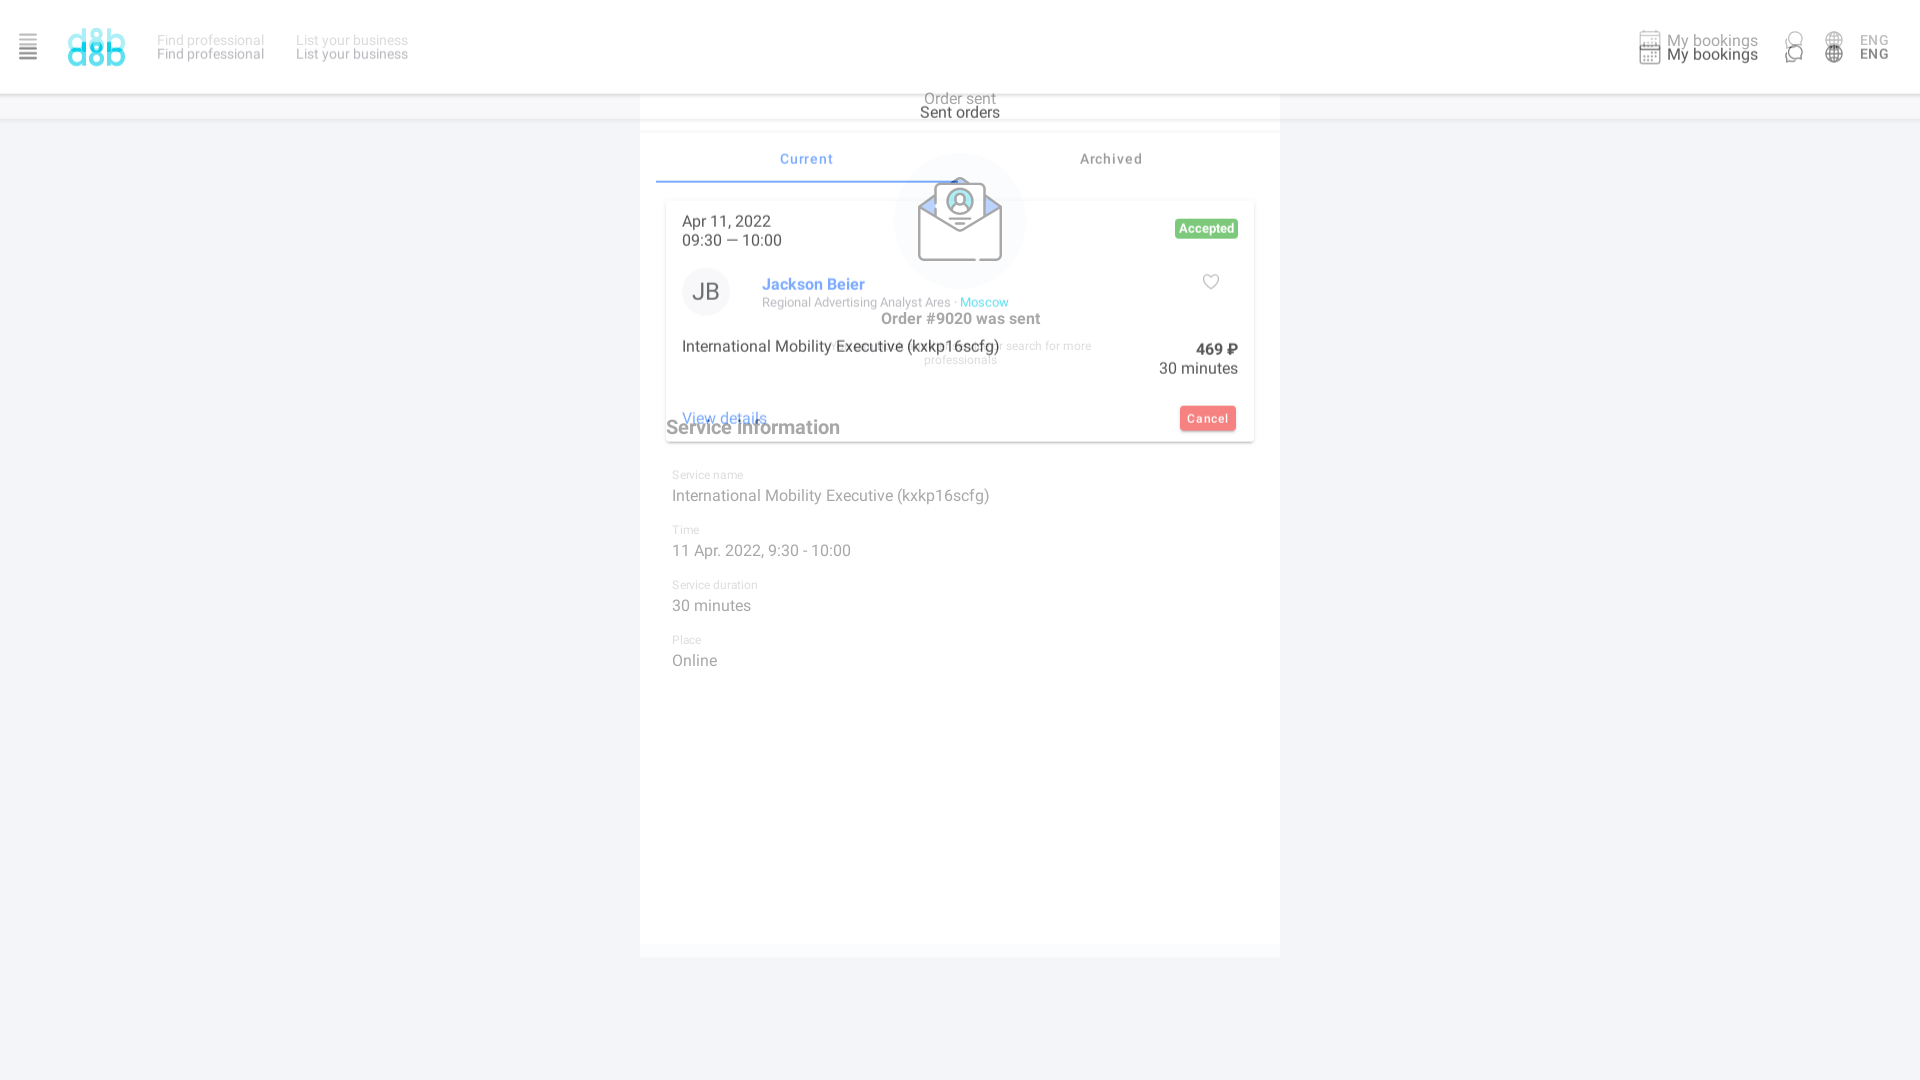 d8b
d8b
Find professional
Find professional
List your business
List your business
My bookings
My bookings
ENG
ENG
Order sent
Sent orders
Current
Archived
Apr 11, 2022
09:30 — 10:00
Accepted
JB
Jackson Beier
Regional Advertising Analyst Ares · Moscow
Order #9020 was sent
International Mobility Executive (kxkp16scfg)
search for more
professionals
469 ₽
30 minutes
View details
Cancel
Service information
Service name
International Mobility Executive (kxkp16scfg)
Time
11 Apr. 2022, 9:30 - 10:00
Service duration
30 minutes
Place
Online